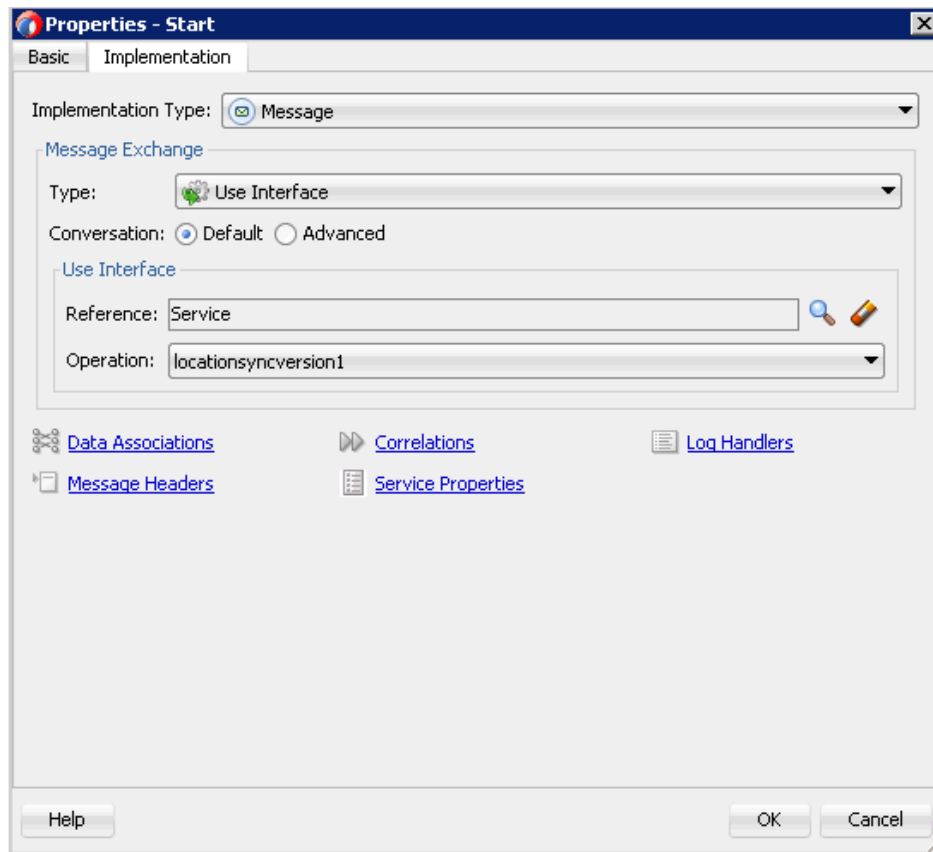 Properties - Start
Basic Implementation
Implementation Type: Message
Message Exchange
Type: Use Interface
Conversation: Default Advanced
Use Interface
Reference: Service
Operation: locationsyncversion1
Data Associations Correlations Log Handlers
Message Headers Service Properties
Help OK Cancel